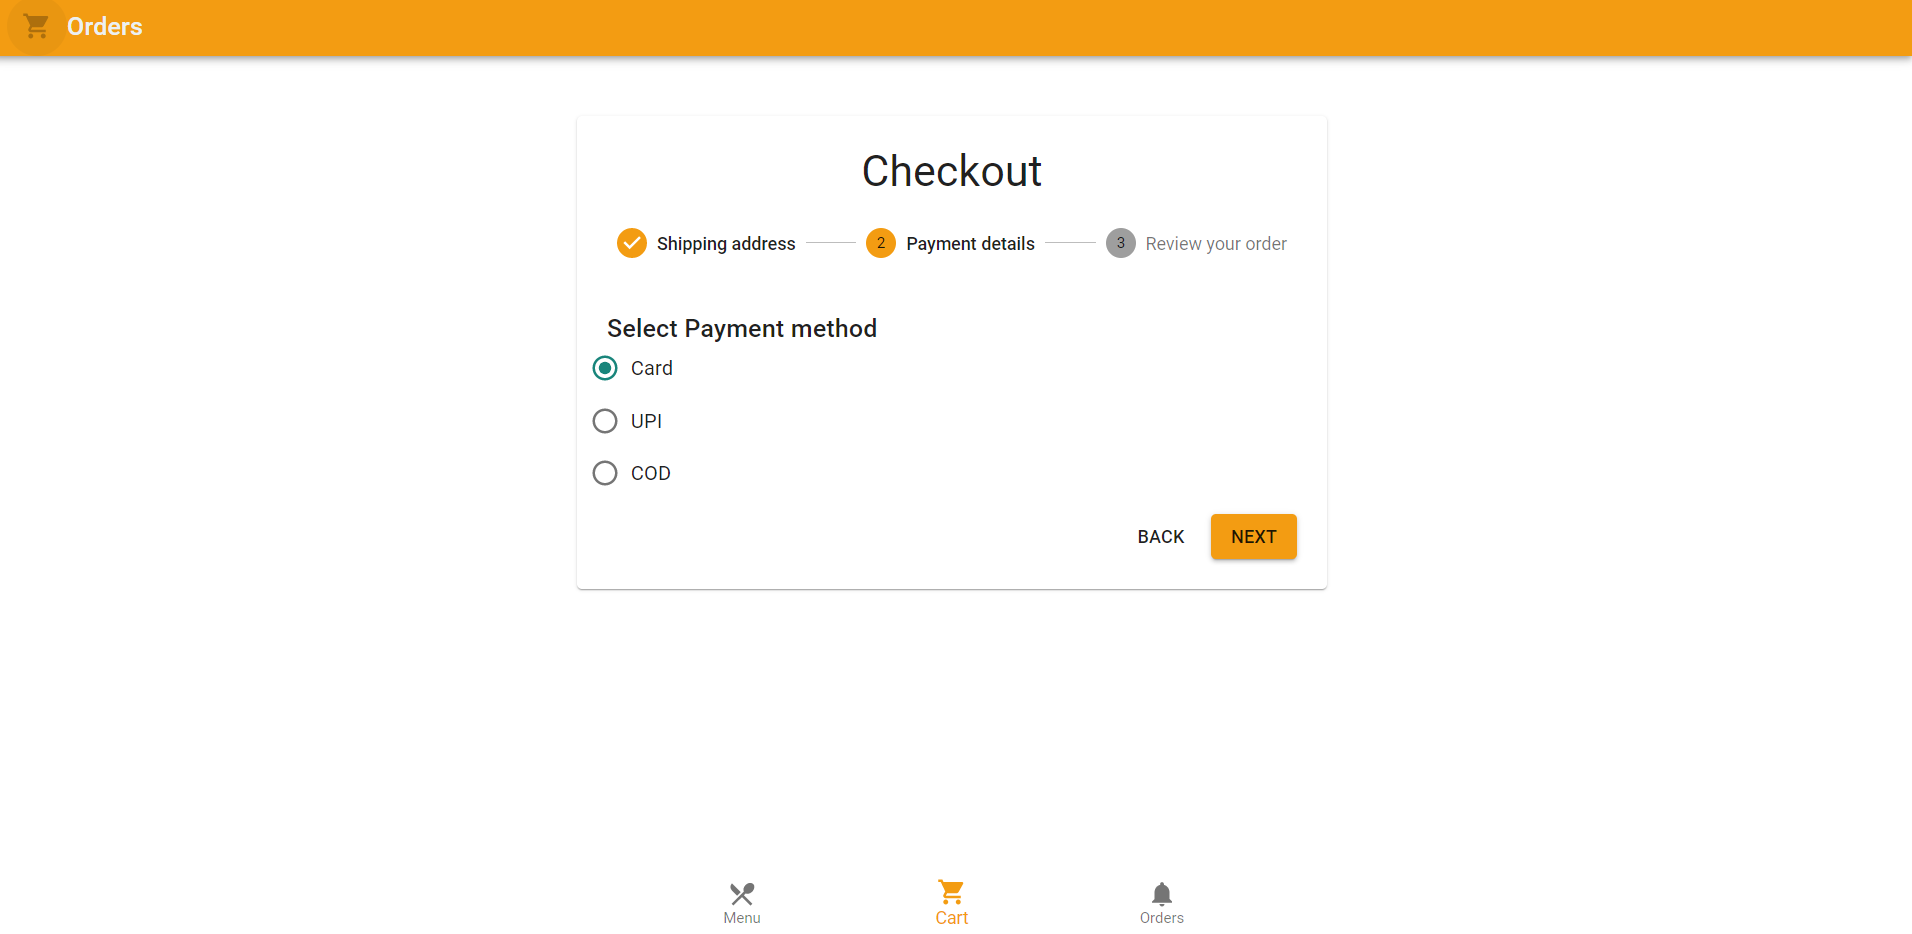 Orders
Checkout
Shipping address 2 Payment details 3 Review your order
Select Payment method
Card
UPI
COD
BACK NEXT
Menu Cart Orders